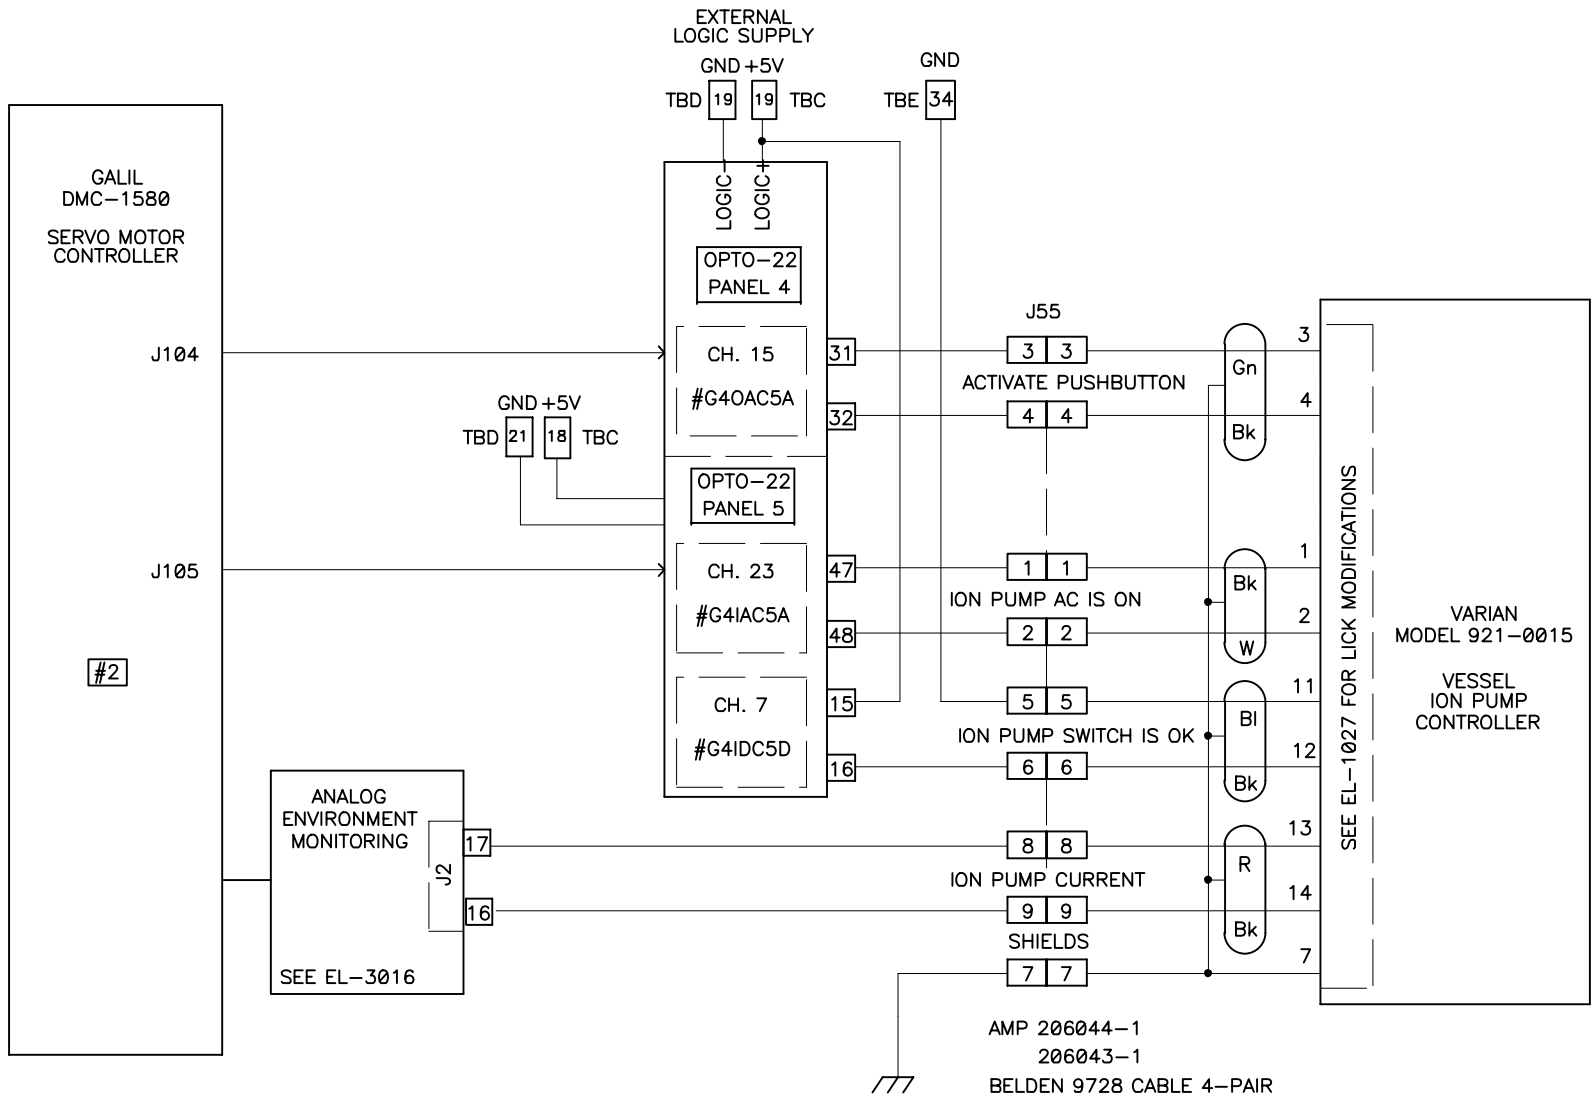 EXTERNAL
LOGIC SUPPLY
GND +5V
GND
TBD 19 19 TBC
TBE 34
GALIL
DMC-1580
SERVO MOTOR
CONTROLLER
LOGIC-
LOGIC+
OPTO-22
PANEL 4
J55
J104
CH. 15
#G4OAC5A
31
3 3
Gn
3
ACTIVATE PUSHBUTTON
32
4 4
Bk
4
GND +5V
TBD 21 18 TBC
OPTO-22
PANEL 5
J105
CH. 23
#G4IAC5A
47
1 1
Bk
1
ION PUMP AC IS ON
48
2 2
W
2
#2
CH. 7
#G4IDC5D
15
5 5
Bl
11
ION PUMP SWITCH IS OK
16
6 6
Bk
12
SEE EL-1027 FOR LICK MODIFICATIONS
VARIAN
MODEL 921-0015
VESSEL
ION PUMP
CONTROLLER
ANALOG
ENVIRONMENT
MONITORING
J2
17
8 8
R
13
ION PUMP CURRENT
16
9 9
Bk
14
SEE EL-3016
SHIELDS
7 7
7
AMP 206044-1
206043-1
BELDEN 9728 CABLE 4-PAIR